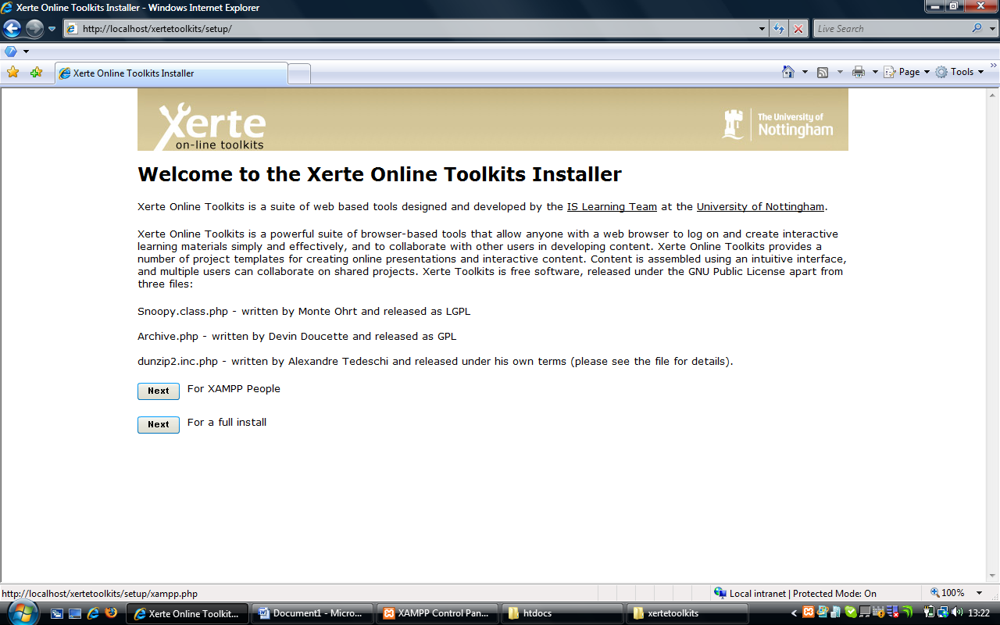 Xerte Online Toolkits Installer - Windows Internet Explorer
http://localhost/xertetoolkits/setup/
Live Search
Xerte Online Toolkits Installer
Page
Tools
Xerte
on-line toolkits
The University of
Nottingham
Welcome to the Xerte Online Toolkits Installer
Xerte Online Toolkits is a suite of web based tools designed and developed by the IS Learning Team at the University of Nottingham.
Xerte Online Toolkits is a powerful suite of browser-based tools that allow anyone with a web browser to log on and create interactive
learning materials simply and effectively, and to collaborate with other users in developing content. Xerte Online Toolkits provides a
number of project templates for creating online presentations and interactive content. Content is assembled using an intuitive interface,
and multiple users can collaborate on shared projects. Xerte Toolkits is free software, released under the GNU Public License apart from
three files:
Snoopy.class.php - written by Monte Ohrt and released as LGPL
Archive.php - written by Devin Doucette and released as GPL
dunzip2.inc.php - written by Alexandre Tedeschi and released under his own terms (please see the file for details).
Next For XAMPP People
Next For a full install
http://localhost/xertetoolkits/setup/xampp.php
Local intranet | Protected Mode: On
100%
Xerte Online Toolkit...
Document1 - Micro...
XAMPP Control Pan...
htdocs
xertetoolkits
13:22